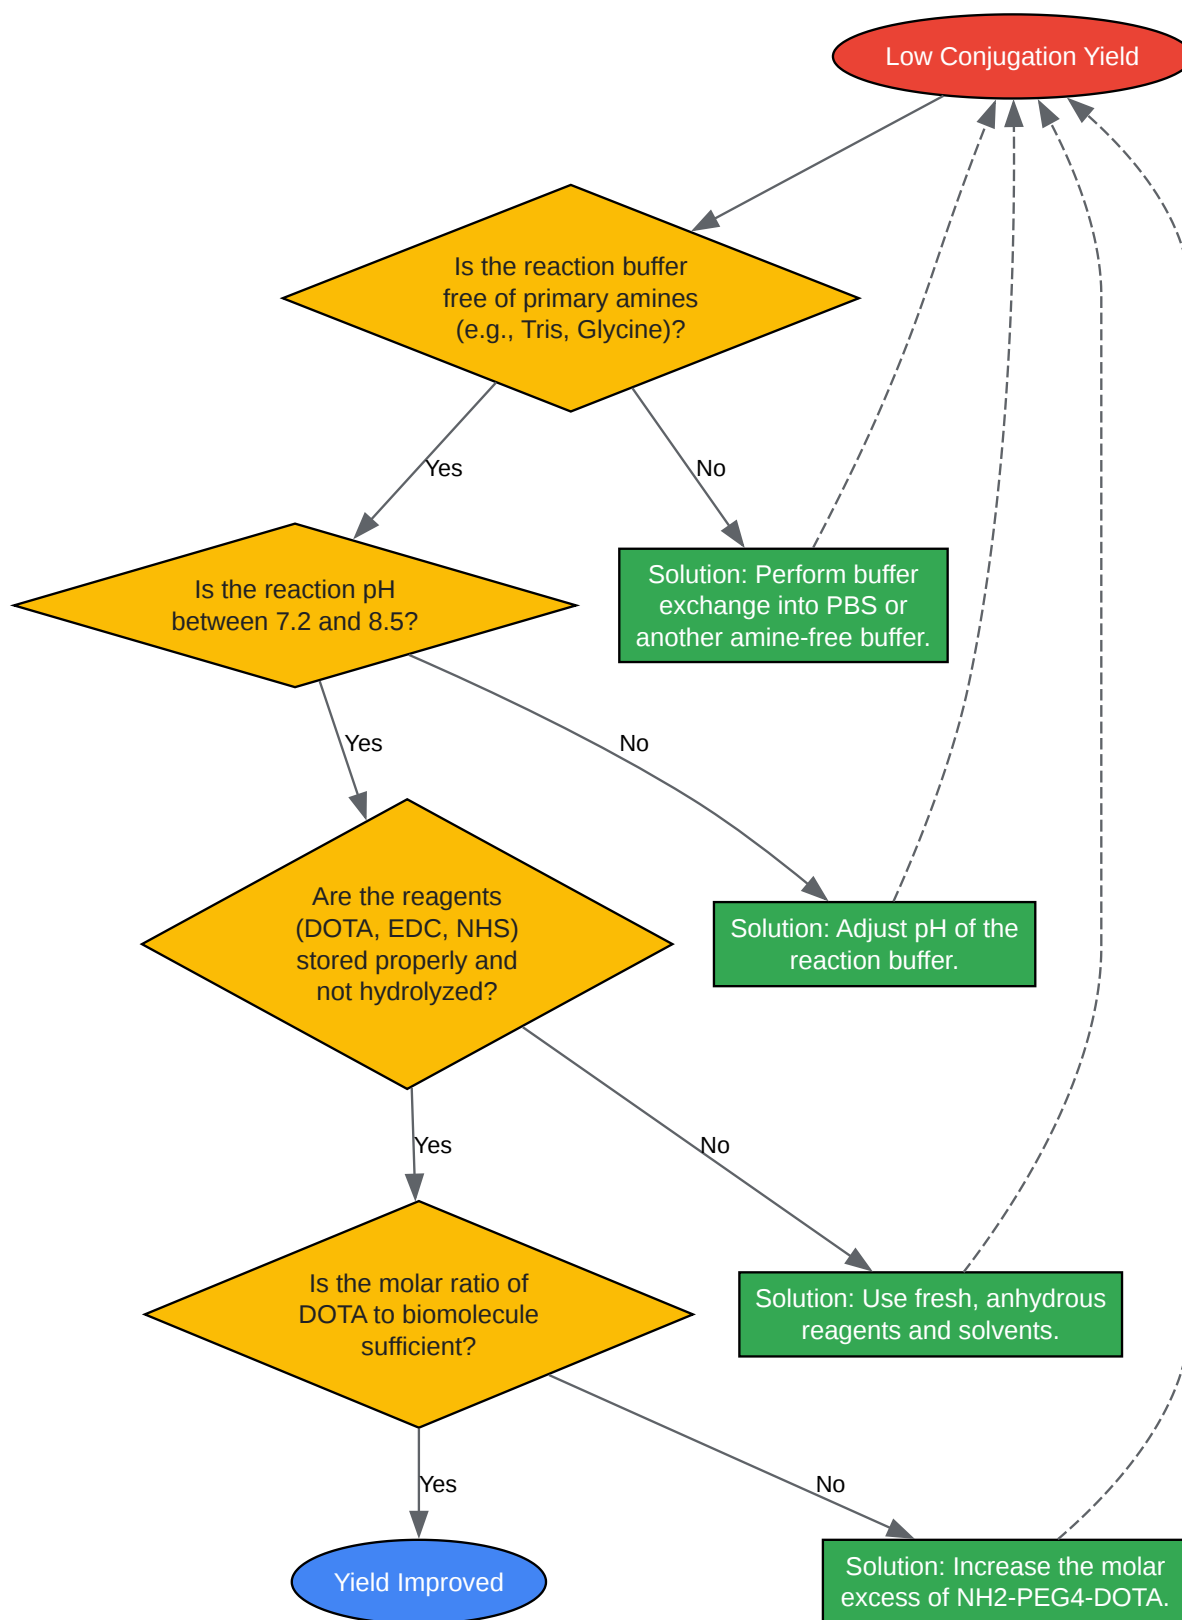 Low Conjugation Yield
Is the reaction buffer
free of primary amines
(e.g., Tris, Glycine)?
Yes
No
Is the reaction pH
between 7.2 and 8.5?
Solution: Perform buffer
exchange into PBS or
another amine-free buffer.
Yes
No
Are the reagents
(DOTA, EDC, NHS)
stored properly and
not hydrolyzed?
Solution: Adjust pH of the
reaction buffer.
Yes
No
Is the molar ratio of
DOTA to biomolecule
sufficient?
Solution: Use fresh, anhydrous
reagents and solvents.
Yes
No
Yield Improved
Solution: Increase the molar
excess of NH2-PEG4-DOTA.